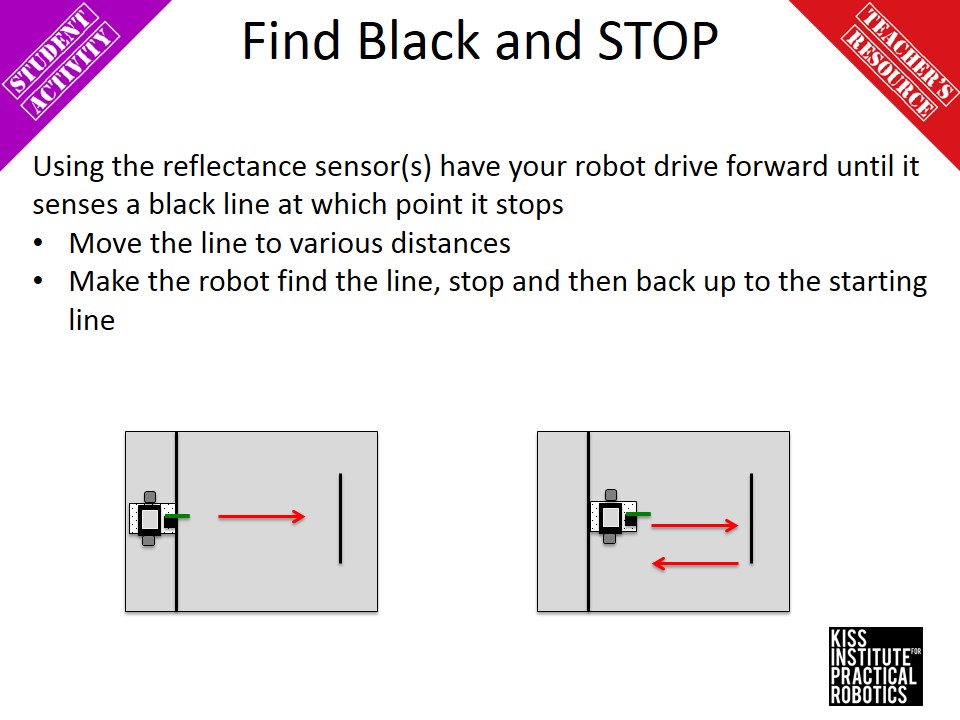 STUDENT
ACTIVITY
Find Black and STOP
TEACHER'S
RESOURCE
Using the reflectance sensor(s) have your robot drive forward until it
senses a black line at which point it stops
• Move the line to various distances
• Make the robot find the line, stop and then back up to the starting
line
KISS
INSTITUTE FOR
PRACTICAL
ROBOTICS